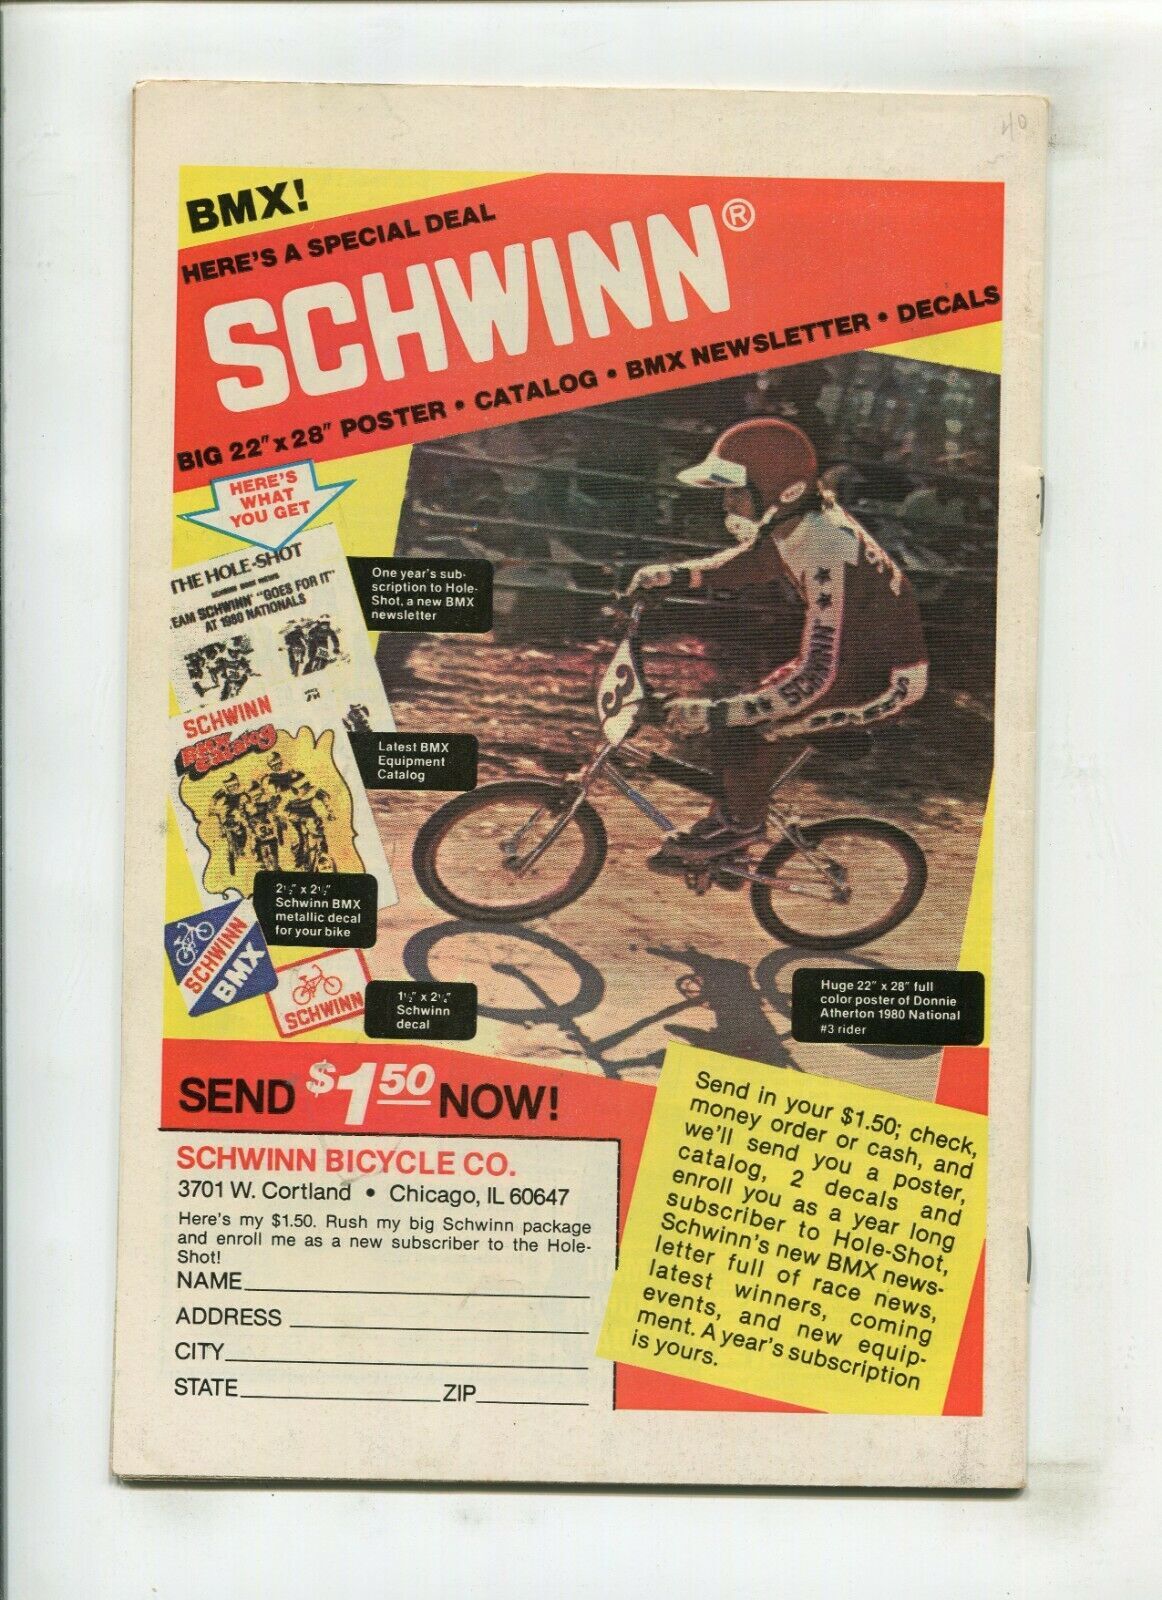 40
BMX!
HERE'S A SPECIAL DEAL
SCHWINN®
BIG 22" x 28" POSTER • CATALOG • BMX NEWSLETTER • DECALS
HERE'S
WHAT
YOU GET
THE HOLE-SHOT
TEAM SCHWINN "GOES FOR IT"
AT 1980 NATIONALS
One year's sub-
scription to Hole-
Shot, a new BMX
newsletter
SCHWINN
BMX
Catalog
Latest BMX
Equipment
Catalog
2½" x 2½"
Schwinn BMX
metallic decal
for your bike
SCHWINN
BMX
SCHWINN
1½" x 2¼"
Schwinn
decal
3
SCHWINN
Huge 22" x 28" full
color poster of Donnie
Atherton 1980 National
#3 rider
SEND $1.50 NOW!
SCHWINN BICYCLE CO.
3701 W. Cortland • Chicago, IL 60647
Here's my $1.50. Rush my big Schwinn package
and enroll me as a new subscriber to the Hole-
Shot!
NAME
ADDRESS
CITY
STATE ZIP
Send in your $1.50; check,
money order or cash, and
we'll send you a poster,
catalog, 2 decals and
enroll you as a year long
subscriber to Hole-Shot,
Schwinn's new BMX news-
letter full of race news,
latest winners, coming
events, and new equip-
ment. A year's subscription
is yours.